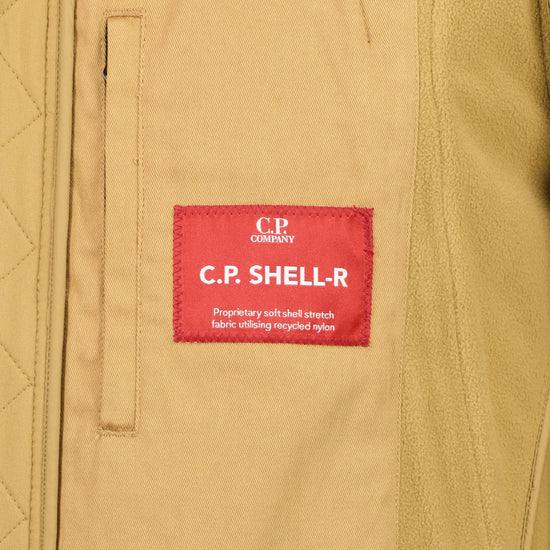 C.P.
COMPANY
C.P. SHELL-R
Proprietary soft shell stretch
fabric utilising recycled nylon